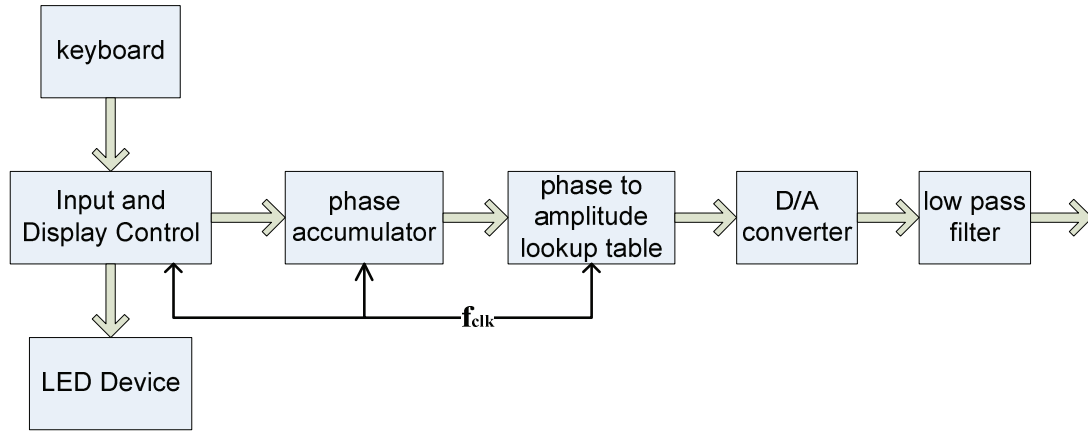 keyboard
Input and
Display Control
phase
accumulator
phase to
amplitude
lookup table
D/A
converter
low pass
filter
fclk
LED Device